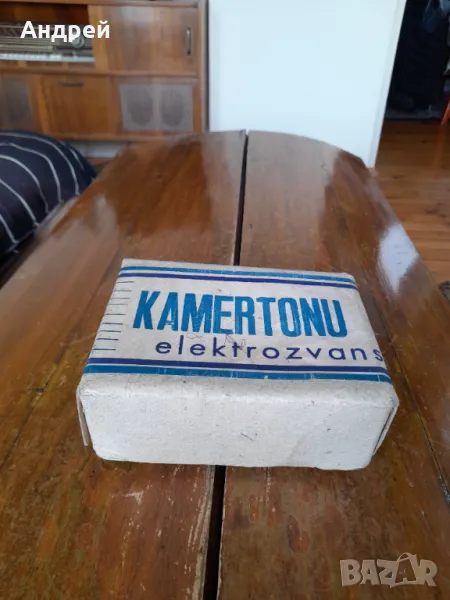 Андрей
KAMERTONU
elektrozvans
BAZAR